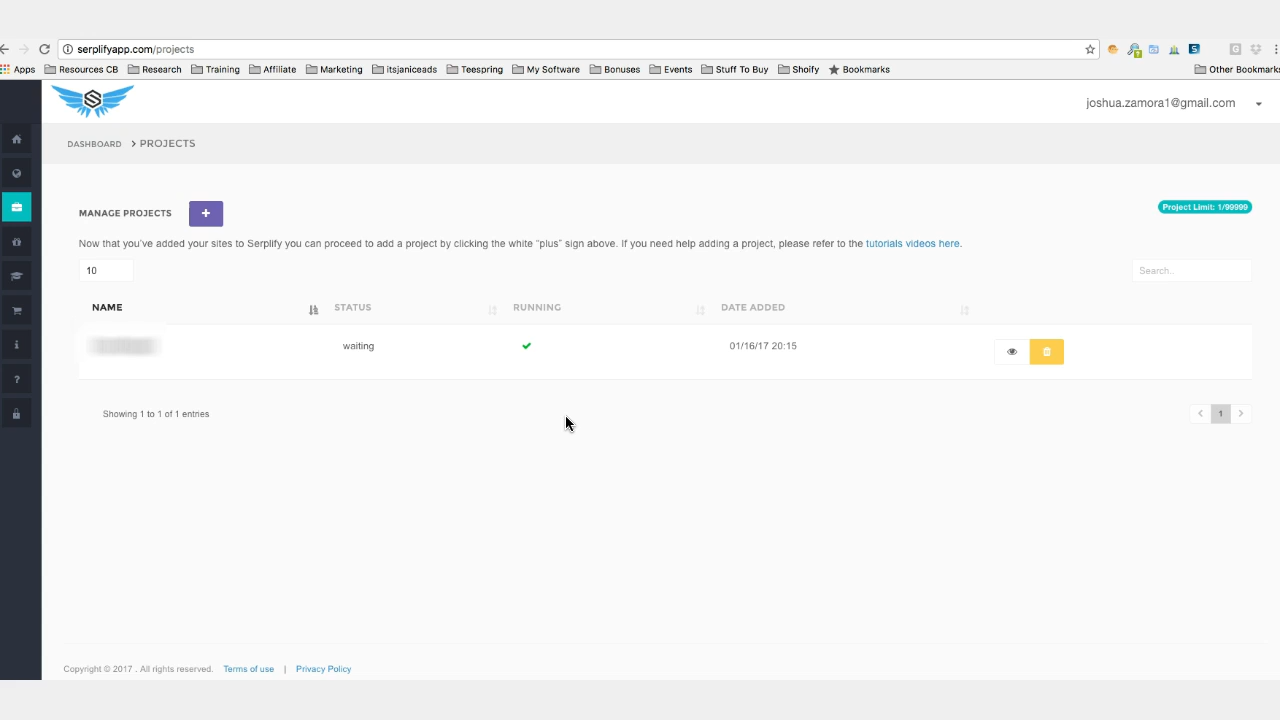 serplifyapp.com/projects
Apps Resources CB Research Training Affiliate Marketing itsjaniceads Teespring My Software Bonuses Events Stuff To Buy Shoify Bookmarks Other Bookmarks
S
joshua.zamora1@gmail.com
DASHBOARD > PROJECTS
MANAGE PROJECTS +
Project Limit: 1/99999
Now that you've added your sites to Serplify you can proceed to add a project by clicking the white "plus" sign above. If you need help adding a project, please refer to the tutorials videos here.
10
Search..
NAME STATUS RUNNING DATE ADDED
waiting 01/16/17 20:15
Showing 1 to 1 of 1 entries
1
Copyright © 2017 . All rights reserved. Terms of use | Privacy Policy